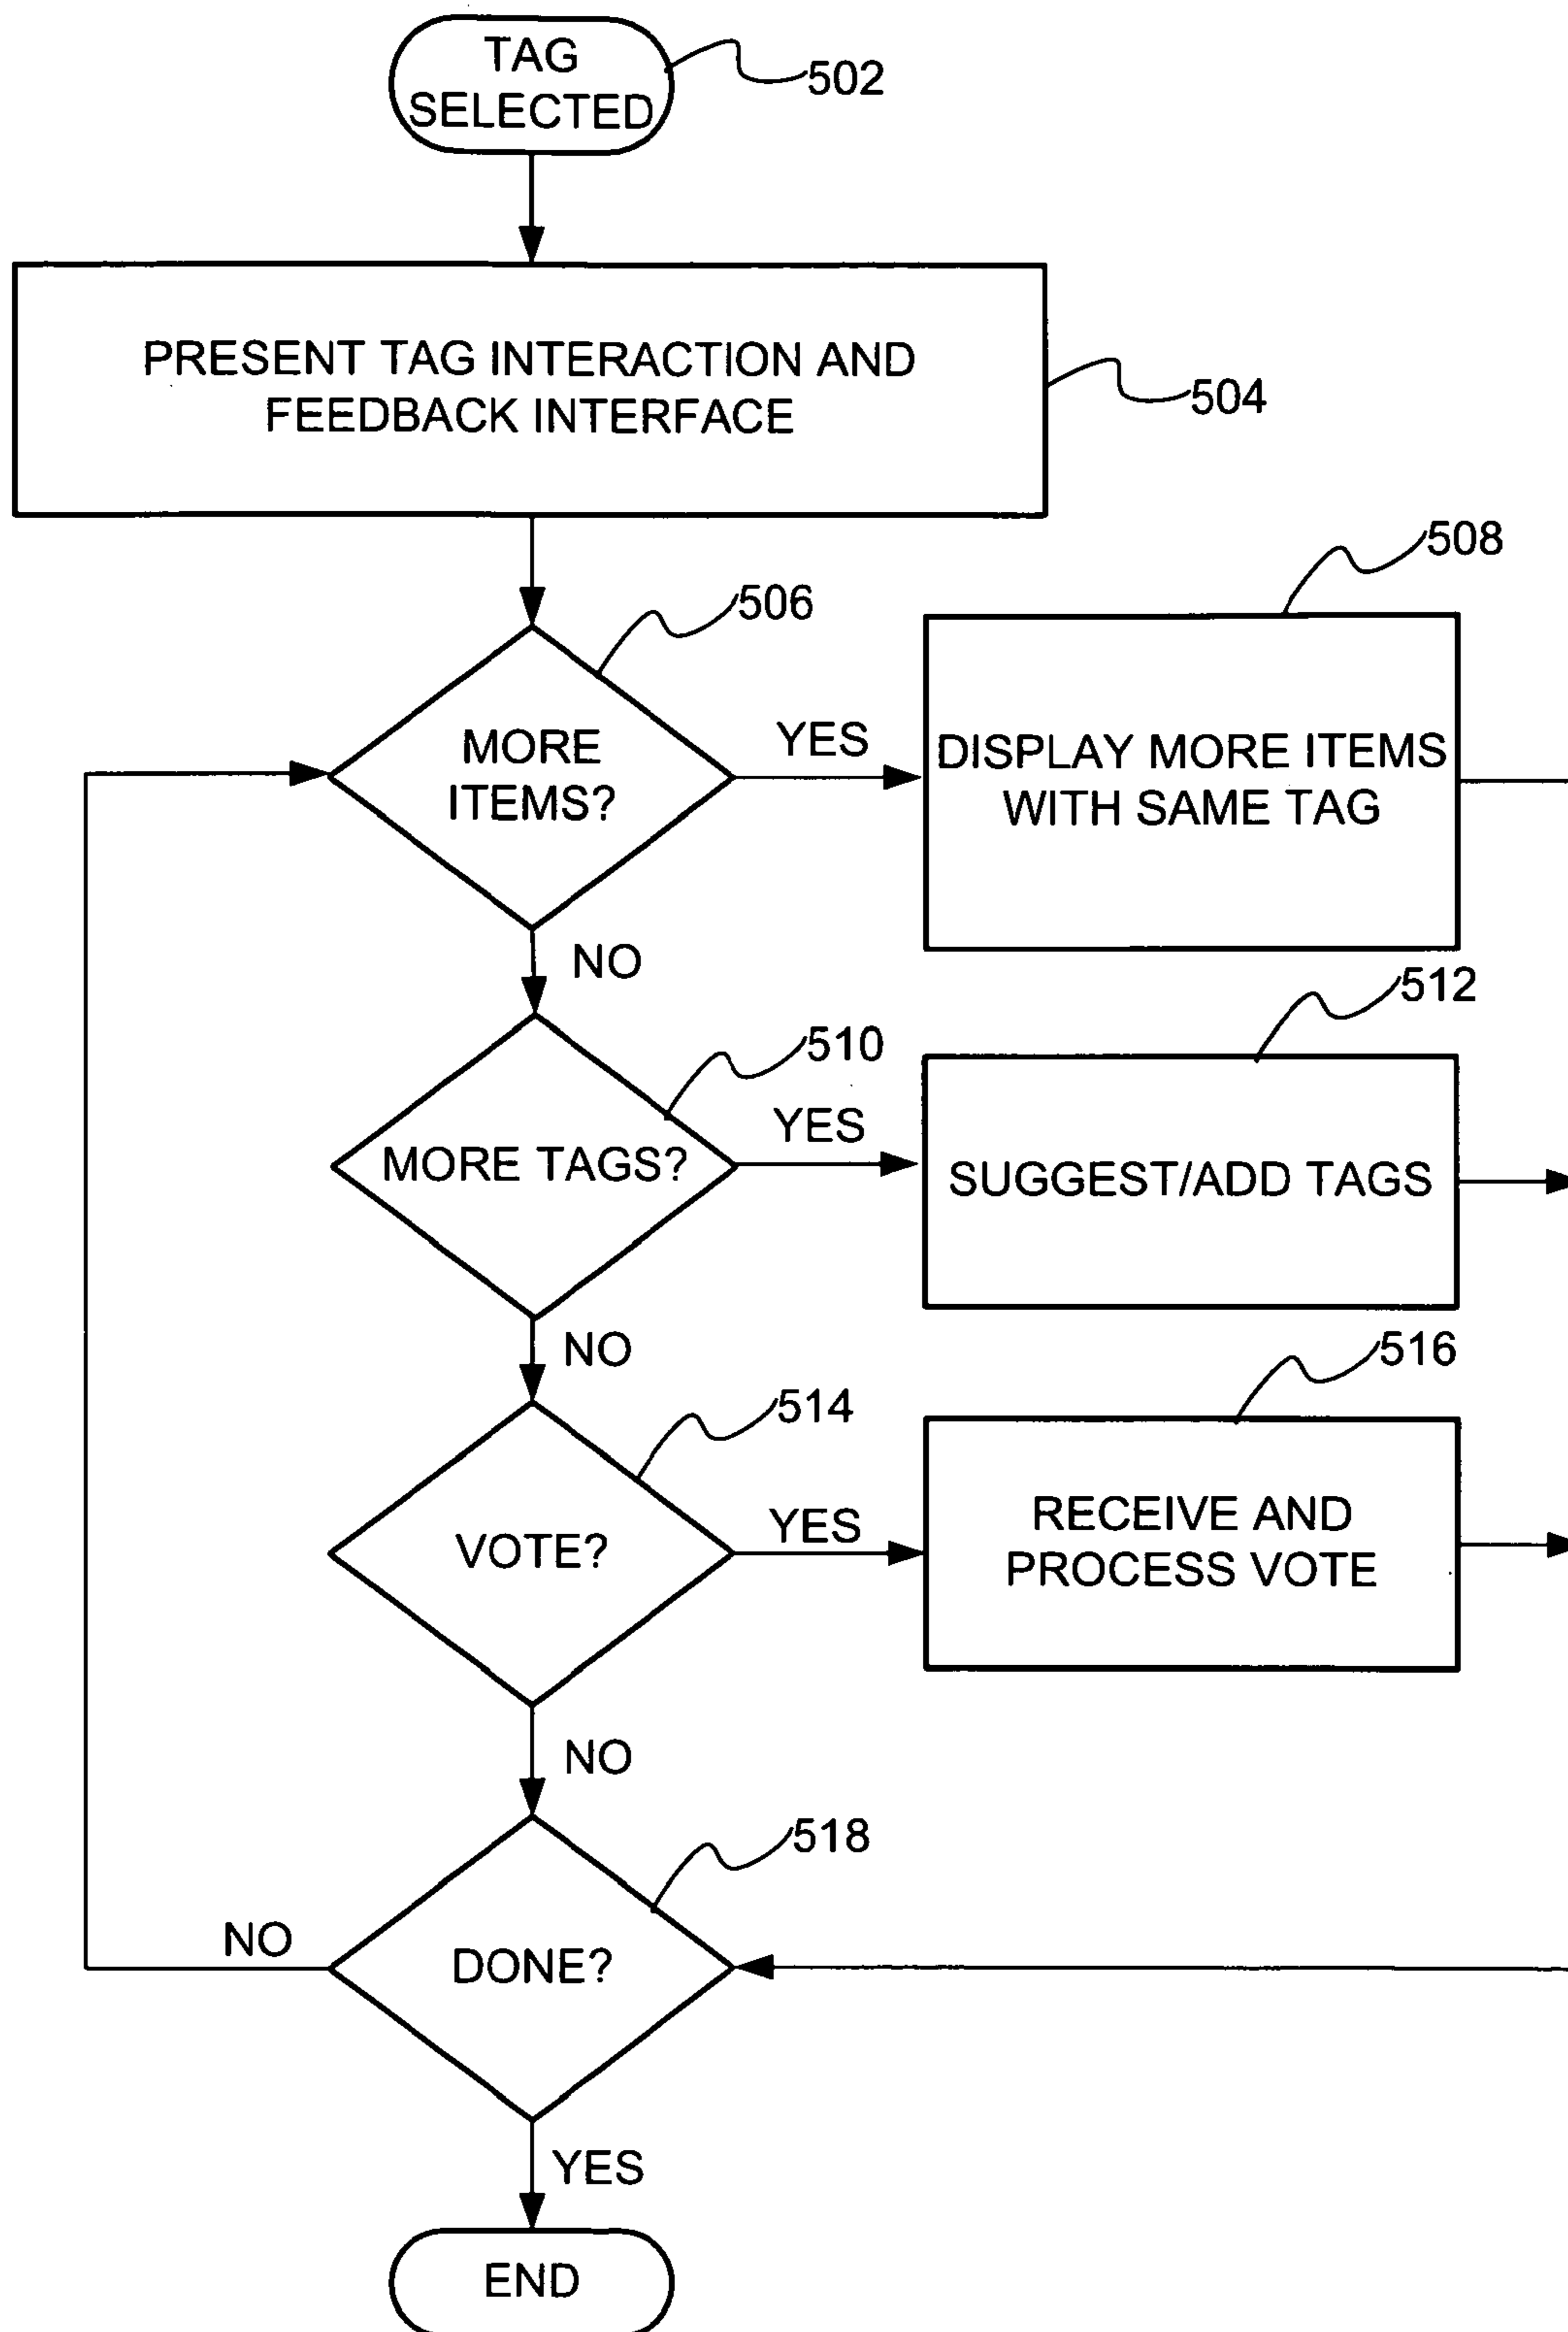 TAG
SELECTED
502
PRESENT TAG INTERACTION AND
FEEDBACK INTERFACE
504
506
508
MORE
ITEMS?
YES
DISPLAY MORE ITEMS
WITH SAME TAG
NO
510
512
MORE TAGS?
YES
SUGGEST/ADD TAGS
NO
514
516
VOTE?
YES
RECEIVE AND
PROCESS VOTE
NO
518
NO
DONE?
YES
END